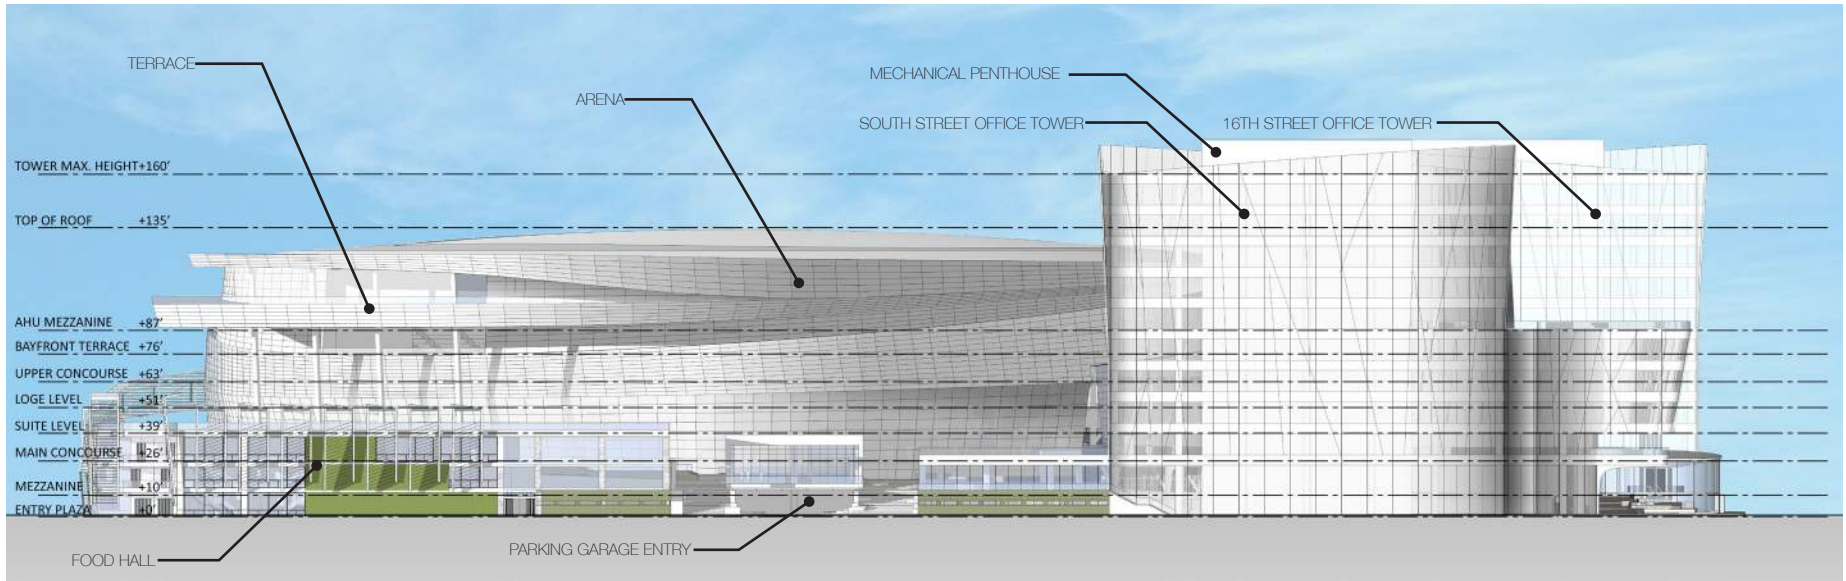 TERRACE
ARENA
MECHANICAL PENTHOUSE
SOUTH STREET OFFICE TOWER
16TH STREET OFFICE TOWER
TOWER MAX. HEIGHT+160'
TOP OF ROOF +135'
AHU MEZZANINE +87'
BAYFRONT TERRACE +76'
UPPER CONCOURSE +63'
LOGE LEVEL +51'
SUITE LEVEL +39'
MAIN CONCOURSE +26'
MEZZANINE +10'
ENTRY PLAZA +0'
FOOD HALL
PARKING GARAGE ENTRY